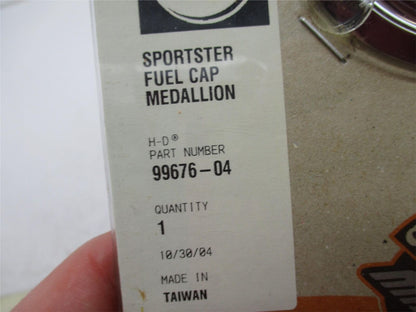 SPORTSTER
FUEL CAP
MEDALLION
H-D®
PART NUMBER
99676-04
QUANTITY
1
10/30/04
MADE IN
TAIWAN